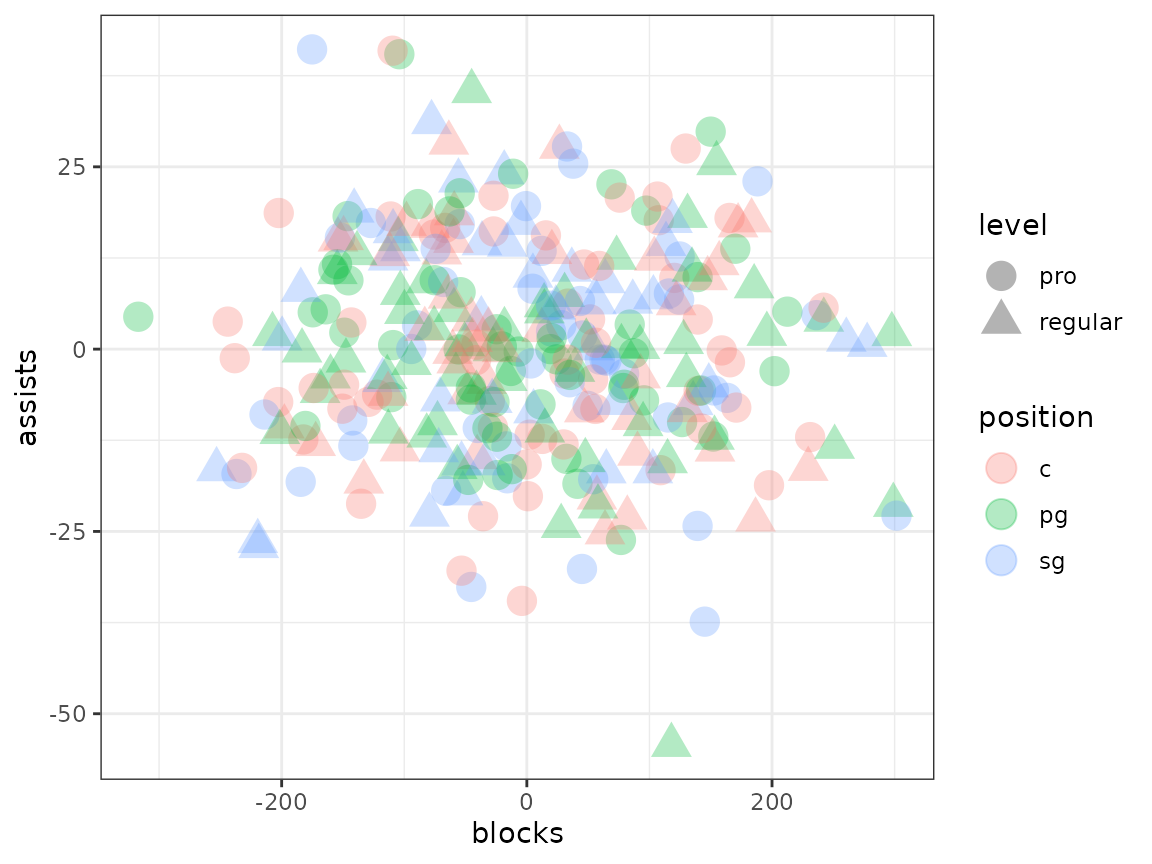 25
0
-25
-50
-200
0
200
blocks
assists
level
pro
regular
position
c
pg
sg